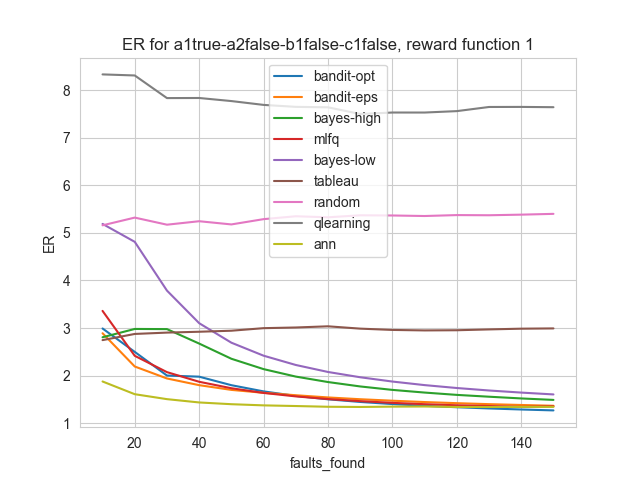 ER for a1true-a2false-b1false-c1false, reward function 1
bandit-opt
bandit-eps
bayes-high
mlfq
bayes-low
tableau
random
qlearning
ann
ER
8
7
6
5
4
3
2
1
20 40 60 80 100 120 140
faults_found